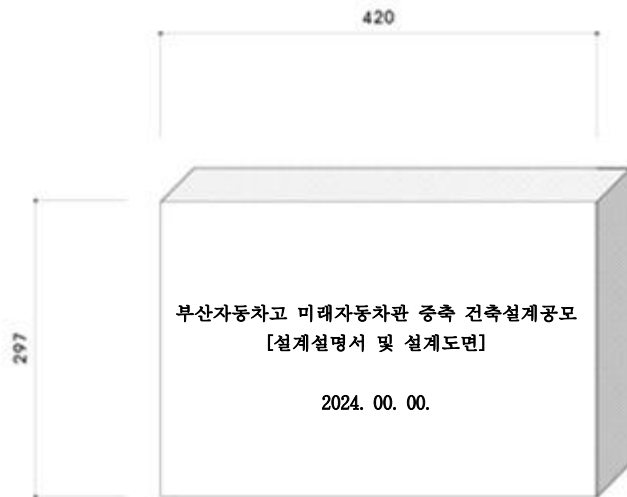 420
297
부산자동차고 미래자동차관 증축 건축설계공모
[설계설명서 및 설계도면]
2024. 00. 00.